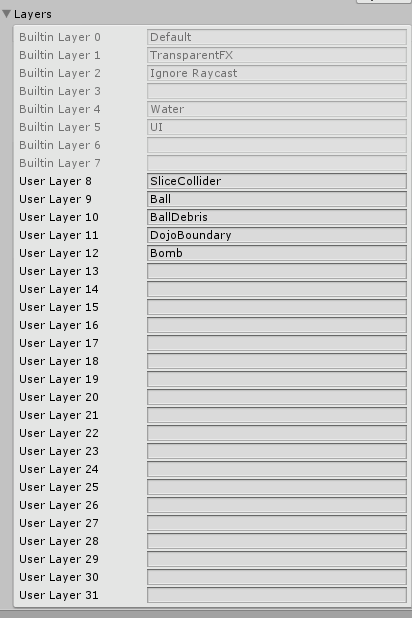 Layers
Builtin Layer 0 Default
Builtin Layer 1 TransparentFX
Builtin Layer 2 Ignore Raycast
Builtin Layer 3
Builtin Layer 4 Water
Builtin Layer 5 UI
Builtin Layer 6
Builtin Layer 7
User Layer 8 SliceCollider
User Layer 9 Ball
User Layer 10 BallDebris
User Layer 11 DojoBoundary
User Layer 12 Bomb
User Layer 13
User Layer 14
User Layer 15
User Layer 16
User Layer 17
User Layer 18
User Layer 19
User Layer 20
User Layer 21
User Layer 22
User Layer 23
User Layer 24
User Layer 25
User Layer 26
User Layer 27
User Layer 28
User Layer 29
User Layer 30
User Layer 31